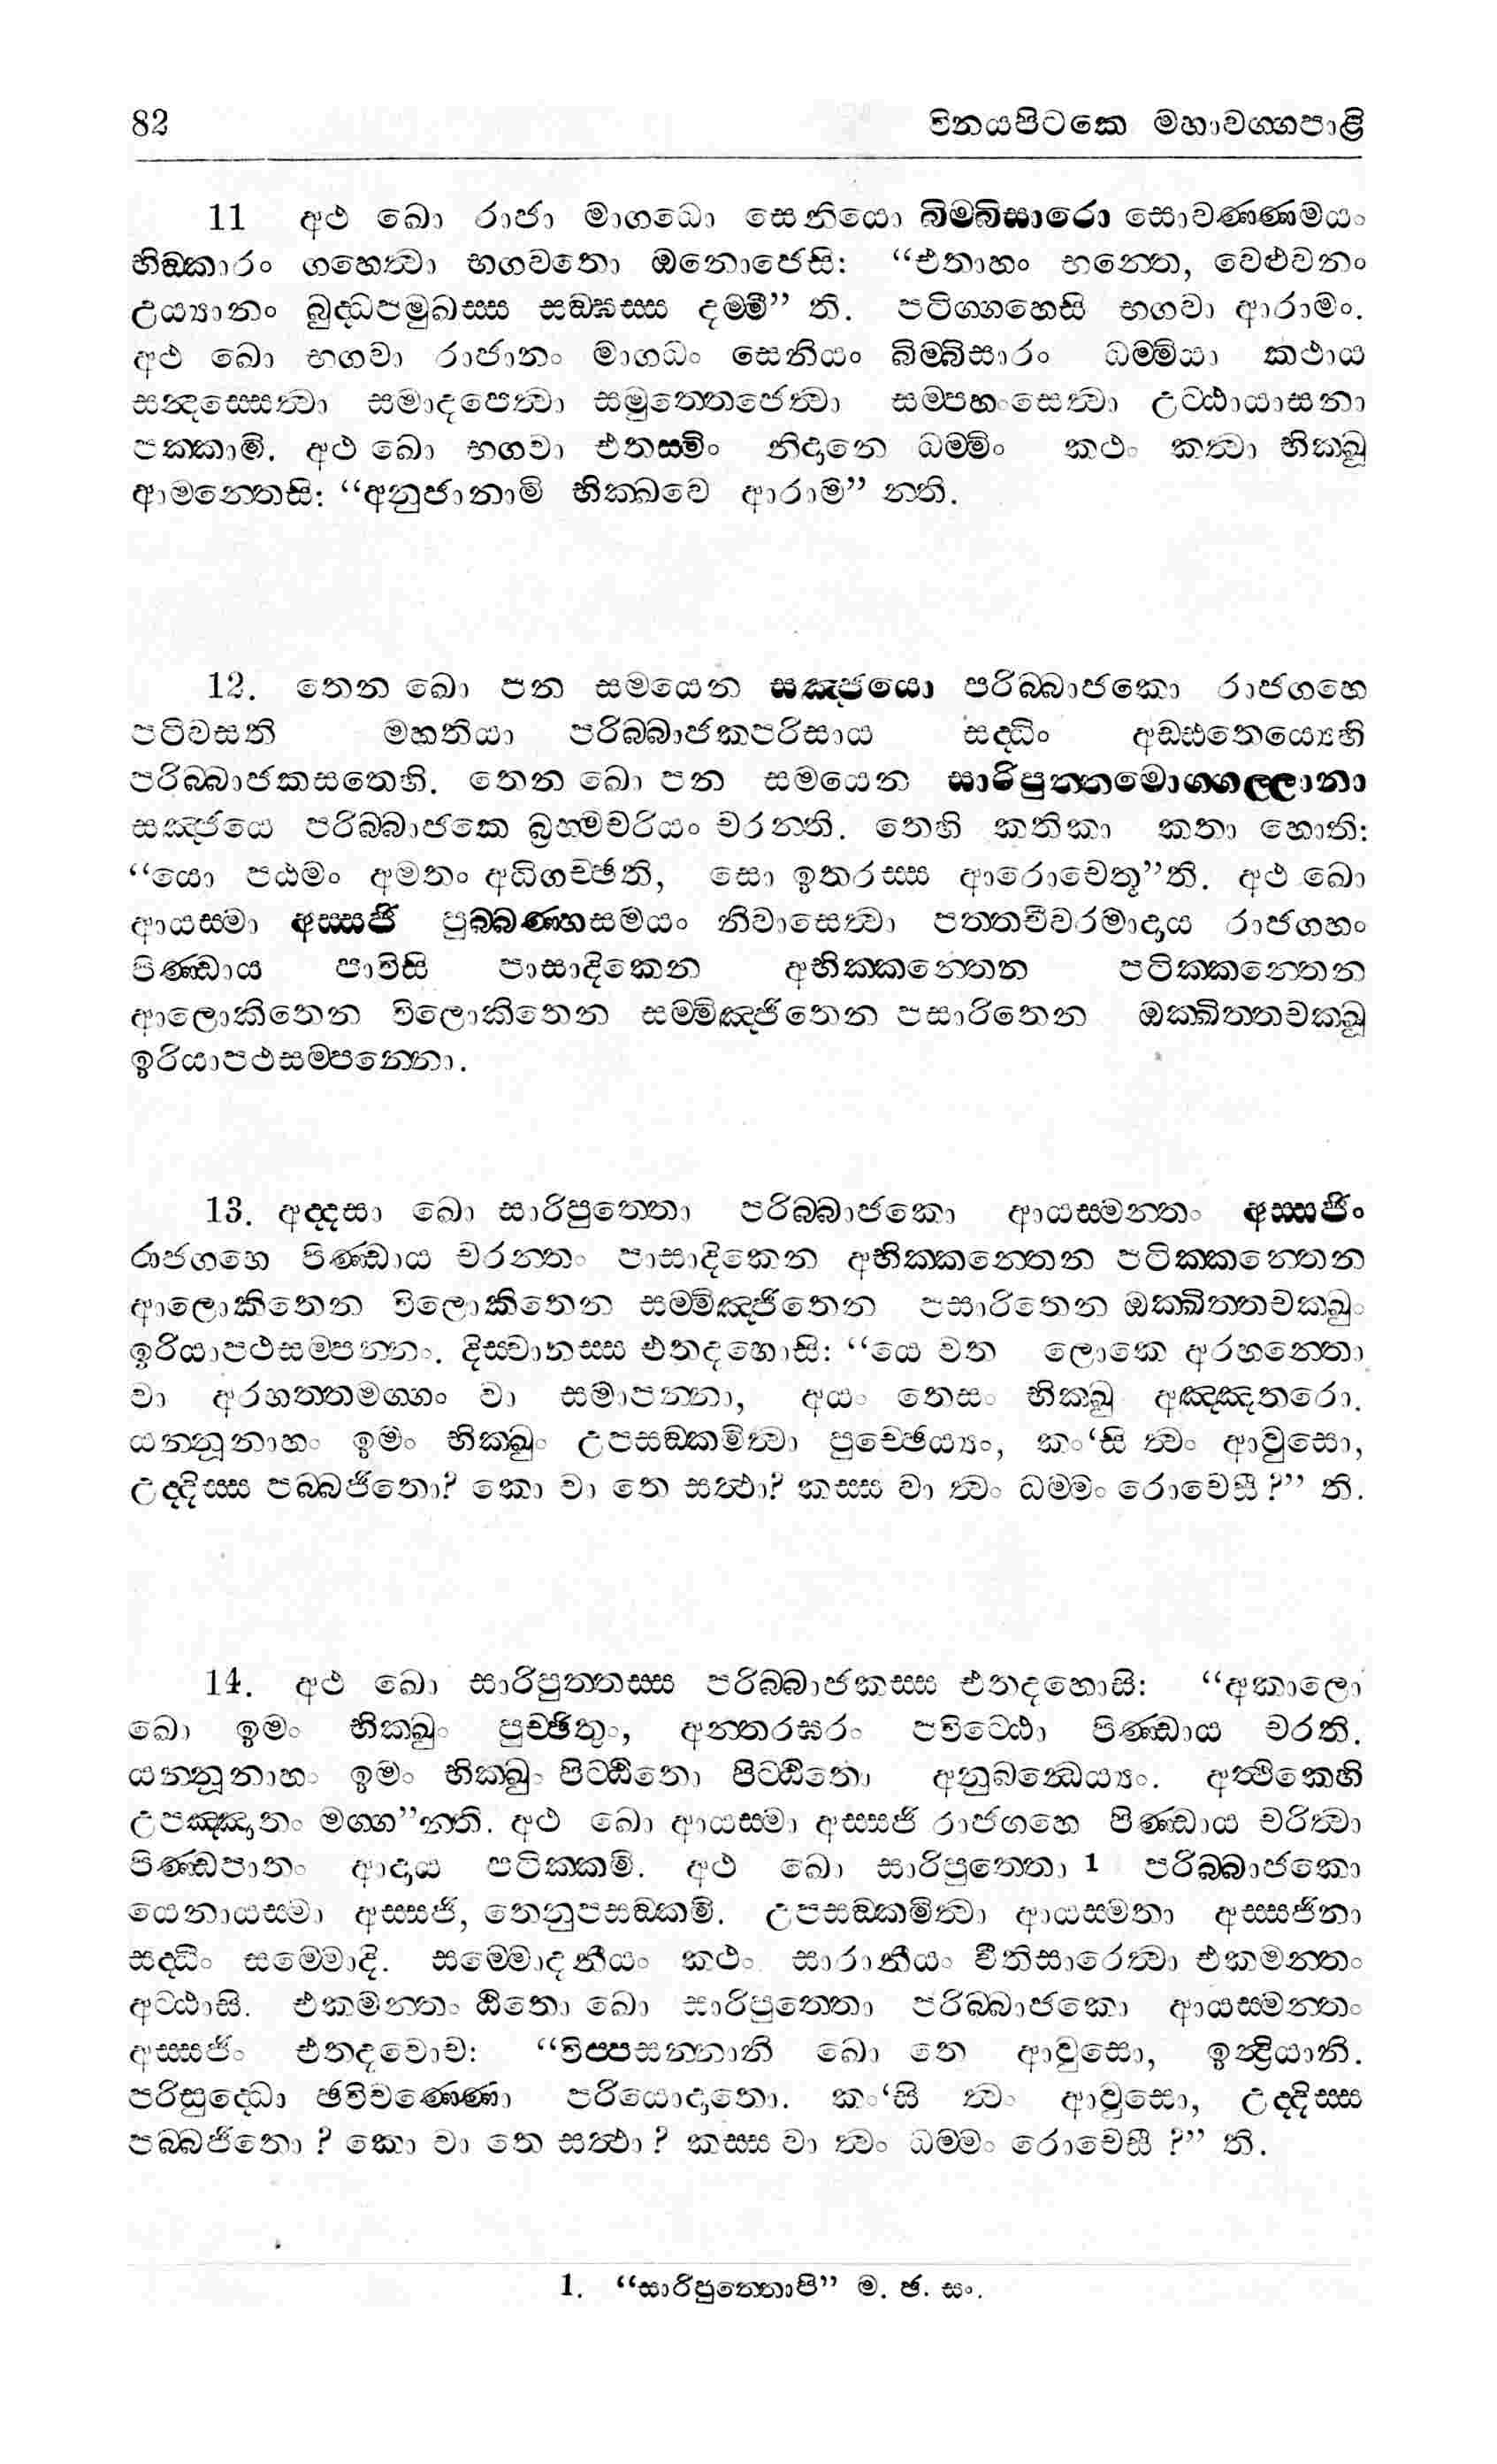 82 විනයපිටකෙ මහාවග්ගපාළි
11 අථ ඛො රාජා මාගධො සෙනියො බිම්බිසාරො සොවණ්ණමයං
භිඞ්කාරං ගහෙත්වා භගවතො ඔනොජෙසි: “එතාහං භන්තෙ, වෙළුවනං
උය්‍යානං බුද්ධපමුඛස්ස සඞ්ඝස්ස දම්මී” ති. පටිග්ගහෙසි භගවා ආරාමං.
අථ ඛො භගවා රාජානං මාගධං සෙනියං බිම්බිසාරං ධම්මියා කථාය
සන්දස්සෙත්වා සමාදපෙත්වා සමුත්තෙජෙත්වා සම්පහංසෙත්වා උට්ඨායාසනා
පක්කාමි. අථ ඛො භගවා එතස්මිං නිදානෙ ධම්මිං කථං කත්වා භික්ඛූ
ආමන්තෙසි: “අනුජානාමි භික්ඛවෙ ආරාම” න්ති.
12. තෙන ඛො පන සමයෙන සඤ්ජයො පරිබ්බාජකො රාජගහෙ
පටිවසති මහතියා පරිබ්බාජකපරිසාය සද්ධිං අඩ්ඪතෙය්‍යෙහි
පරිබ්බාජකසතෙහි. තෙන ඛො පන සමයෙන සාරිපුත්තමොග්ගල්ලානා
සඤ්ජයෙ පරිබ්බාජකෙ බ්‍රහ්මචරියං චරන්ති. තෙහි කතිකා කතා හොති:
“යො පඨමං අමතං අධිගච්ඡති, සො ඉතරස්ස ආරොචෙතූ”ති. අථ ඛො
ආයස්මා අස්සජි පුබ්බණ්හසමයං නිවාසෙත්වා පත්තචීවරමාදාය රාජගහං
පිණ්ඩාය පාවිසි පාසාදිකෙන අභික්කන්තෙන පටික්කන්තෙන
ආලොකිතෙන විලොකිතෙන සම්මිඤ්ජිතෙන පසාරිතෙන ඔක්ඛිත්තචක්ඛූ
ඉරියාපථසම්පන්නො.
13. අද්දසා ඛො සාරිපුත්තො පරිබ්බාජකො ආයස්මන්තං අස්සජිං
රාජගහෙ පිණ්ඩාය චරන්තං පාසාදිකෙන අභික්කන්තෙන පටික්කන්තෙන
ආලොකිතෙන විලොකිතෙන සම්මිඤ්ජිතෙන පසාරිතෙන ඔක්ඛිත්තචක්ඛුං
ඉරියාපථසම්පන්නං. දිස්වානස්ස එතදහොසි: “යෙ වත ලොකෙ අරහන්තො
වා අරහත්තමග්ගං වා සමාපන්නා, අයං තෙසං භික්ඛු අඤ්ඤතරො.
යන්නූනාහං ඉමං භික්ඛුං උපසඞ්කමිත්වා පුච්ඡෙය්‍යං, කං‘සි ත්වං ආවුසො,
උද්දිස්ස පබ්බජිතො? කො වා තෙ සත්ථා? කස්ස වා ත්වං ධම්මං රොචෙසී ?” ති.
14. අථ ඛො සාරිපුත්තස්ස පරිබ්බාජකස්ස එතදහොසි: “අකාලො
ඛො ඉමං භික්ඛුං පුච්ඡිතුං, අන්තරඝරං පවිට්ඨො පිණ්ඩාය චරති.
යන්නූනාහං ඉමං භික්ඛුං පිට්ඨිතො පිට්ඨිතො අනුබන්ධෙය්‍යං. අත්ථිකෙහි
උපඤ්ඤාතං මග්ග”න්ති. අථ ඛො ආයස්මා අස්සජි රාජගහෙ පිණ්ඩාය චරිත්වා
පිණ්ඩපාතං ආදාය පටික්කමි. අථ ඛො සාරිපුත්තො 1 පරිබ්බාජකො
යෙනායස්මා අස්සජි, තෙනුපසඞ්කමි. උපසඞ්කමිත්වා ආයස්මතා අස්සජිනා
සද්ධිං සම්මොදි. සම්මොදනීයං කථං සාරාණීයං වීතිසාරෙත්වා එකමන්තං
අට්ඨාසි. එකමන්තං ඨිතො ඛො සාරිපුත්තො පරිබ්බාජකො ආයස්මන්තං
අස්සජිං එතදවොච: “විප්පසන්නානි ඛො තෙ ආවුසො, ඉන්ද්‍රියානි.
පරිසුද්ධො ඡවිවණ්ණො පරියොදාතො. කං‘සි ත්වං ආවුසො, උද්දිස්ස
පබ්බජිතො ? කො වා තෙ සත්ථා ? කස්ස වා ත්වං ධම්මං රොචෙසී ?” ති.
1. “සාරිපුත්තොපි” ම. ඡ. සං.